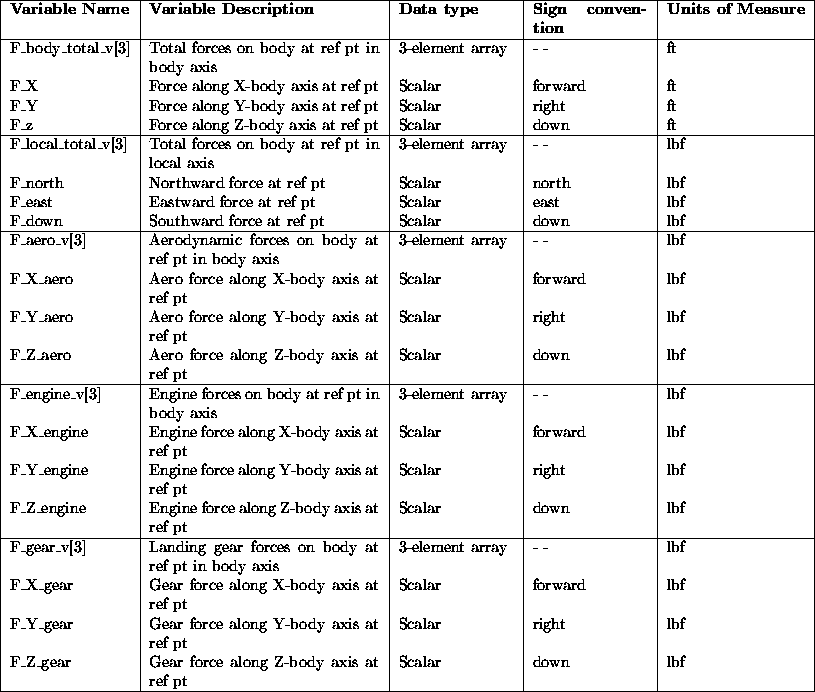 Variable Name Variable Description Data type Sign conven-
tion Units of Measure
F_body_total_v[3] Total forces on body at ref pt in
body axis 3-element array - - ft
F_X Force along X-body axis at ref pt Scalar forward ft
F_Y Force along Y-body axis at ref pt Scalar right ft
F_z Force along Z-body axis at ref pt Scalar down ft
F_local_total_v[3] Total forces on body at ref pt in
local axis 3-element array - - lbf
F_north Northward force at ref pt Scalar north lbf
F_east Eastward force at ref pt Scalar east lbf
F_down Southward force at ref pt Scalar down lbf
F_aero_v[3] Aerodynamic forces on body at
ref pt in body axis 3-element array - - lbf
F_X_aero Aero force along X-body axis at
ref pt Scalar forward lbf
F_Y_aero Aero force along Y-body axis at
ref pt Scalar right lbf
F_Z_aero Aero force along Z-body axis at
ref pt Scalar down lbf
F_engine_v[3] Engine forces on body at ref pt in
body axis 3-element array - - lbf
F_X_engine Engine force along X-body axis at
ref pt Scalar forward lbf
F_Y_engine Engine force along Y-body axis at
ref pt Scalar right lbf
F_Z_engine Engine force along Z-body axis at
ref pt Scalar down lbf
F_gear_v[3] Landing gear forces on body at
ref pt in body axis 3-element array - - lbf
F_X_gear Gear force along X-body axis at
ref pt Scalar forward lbf
F_Y_gear Gear force along Y-body axis at
ref pt Scalar right lbf
F_Z_gear Gear force along Z-body axis at
ref pt Scalar down lbf